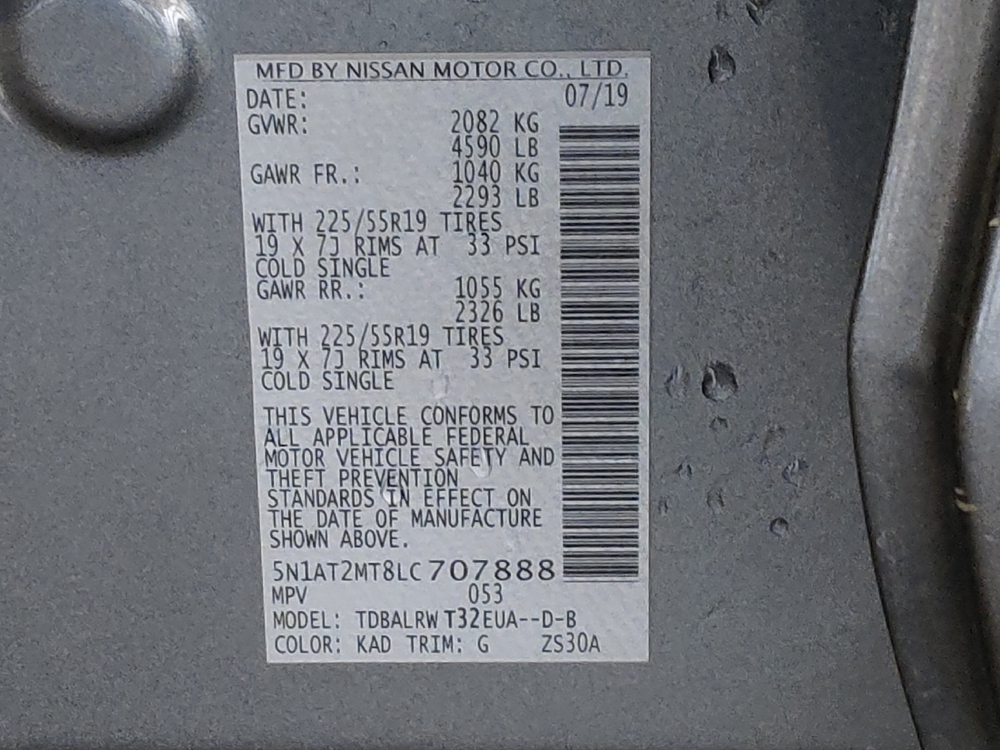 MFD BY NISSAN MOTOR CO., LTD.
DATE: 07/19
GVWR: 2082 KG
4590 LB
GAWR FR.: 1040 KG
2293 LB
WITH 225/55R19 TIRES
19 X 7J RIMS AT 33 PSI
COLD SINGLE
GAWR RR.: 1055 KG
2326 LB
WITH 225/55R19 TIRES
19 X 7J RIMS AT 33 PSI
COLD SINGLE
THIS VEHICLE CONFORMS TO
ALL APPLICABLE FEDERAL
MOTOR VEHICLE SAFETY AND
THEFT PREVENTION
STANDARDS IN EFFECT ON
THE DATE OF MANUFACTURE
SHOWN ABOVE.
5N1AT2MT8LC707888
MPV 053
MODEL: TDBALRWT32EUA--D-B
COLOR: KAD TRIM: G ZS30A